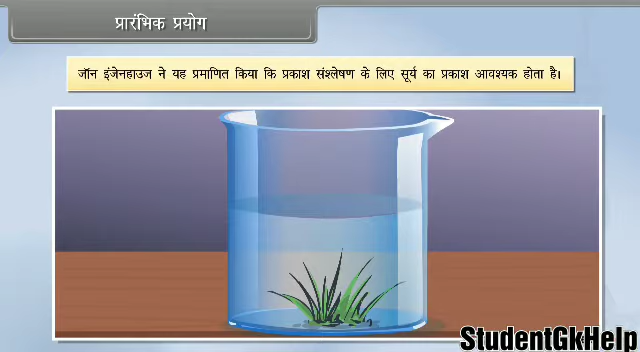 प्रारंभिक प्रयोग
जॉन इंजेनहाउज ने यह प्रमाणित किया कि प्रकाश संश्लेषण के लिए सूर्य का प्रकाश आवश्यक होता है।
StudentGkHelp